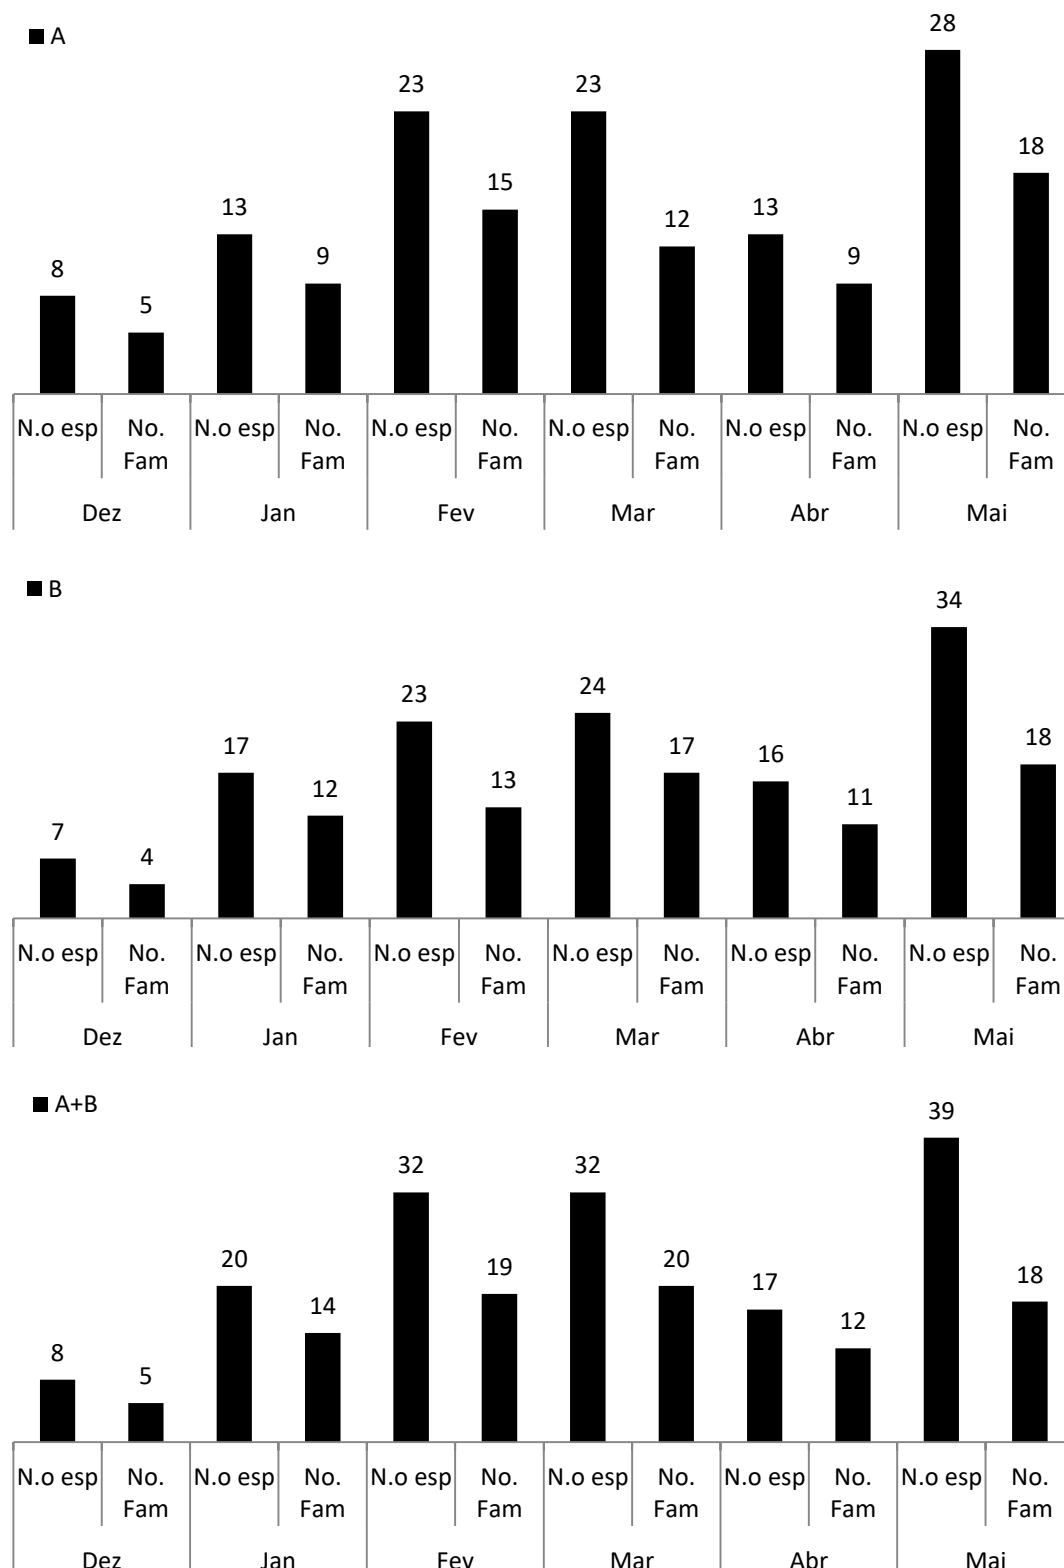 A
28
23 23
18
15
13 12 13
9 9
8
5
N.o esp No. Fam N.o esp No. Fam N.o esp No. Fam N.o esp No. Fam N.o esp No. Fam N.o esp No. Fam
Dez Jan Fev Mar Abr Mai
B
34
23 24
17 17 16 18
12 13 11
7
4
N.o esp No. Fam N.o esp No. Fam N.o esp No. Fam N.o esp No. Fam N.o esp No. Fam N.o esp No. Fam
Dez Jan Fev Mar Abr Mai
A+B
39
32 32
20 19 20 17 18
14 12
8
5
N.o esp No. Fam N.o esp No. Fam N.o esp No. Fam N.o esp No. Fam N.o esp No. Fam N.o esp No. Fam
Dez Jan Fev Mar Abr Mai